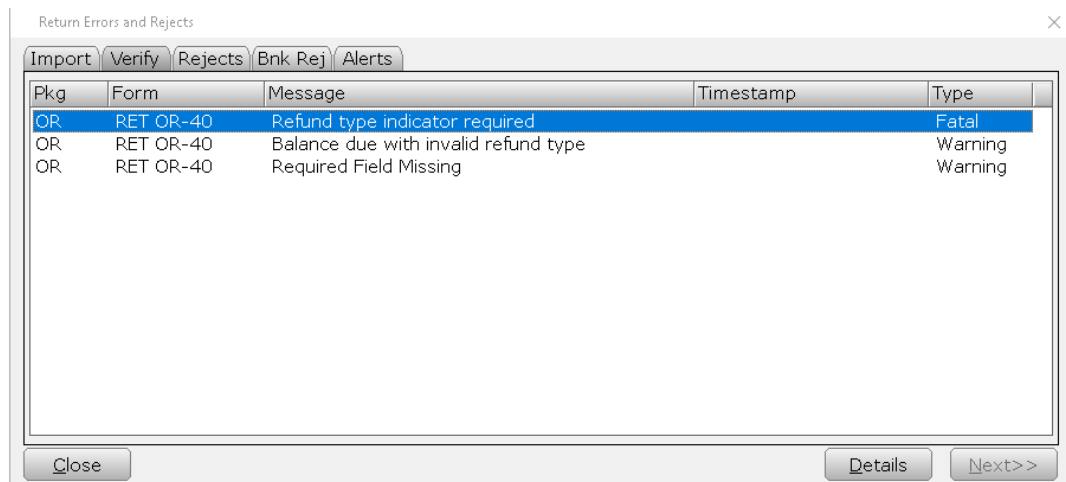 Return Errors and Rejects
Import Verify Rejects Bnk Rej Alerts
Pkg Form Message Timestamp Type
OR RET OR-40 Refund type indicator required Fatal
OR RET OR-40 Balance due with invalid refund type Warning
OR RET OR-40 Required Field Missing Warning
Close Details Next>>